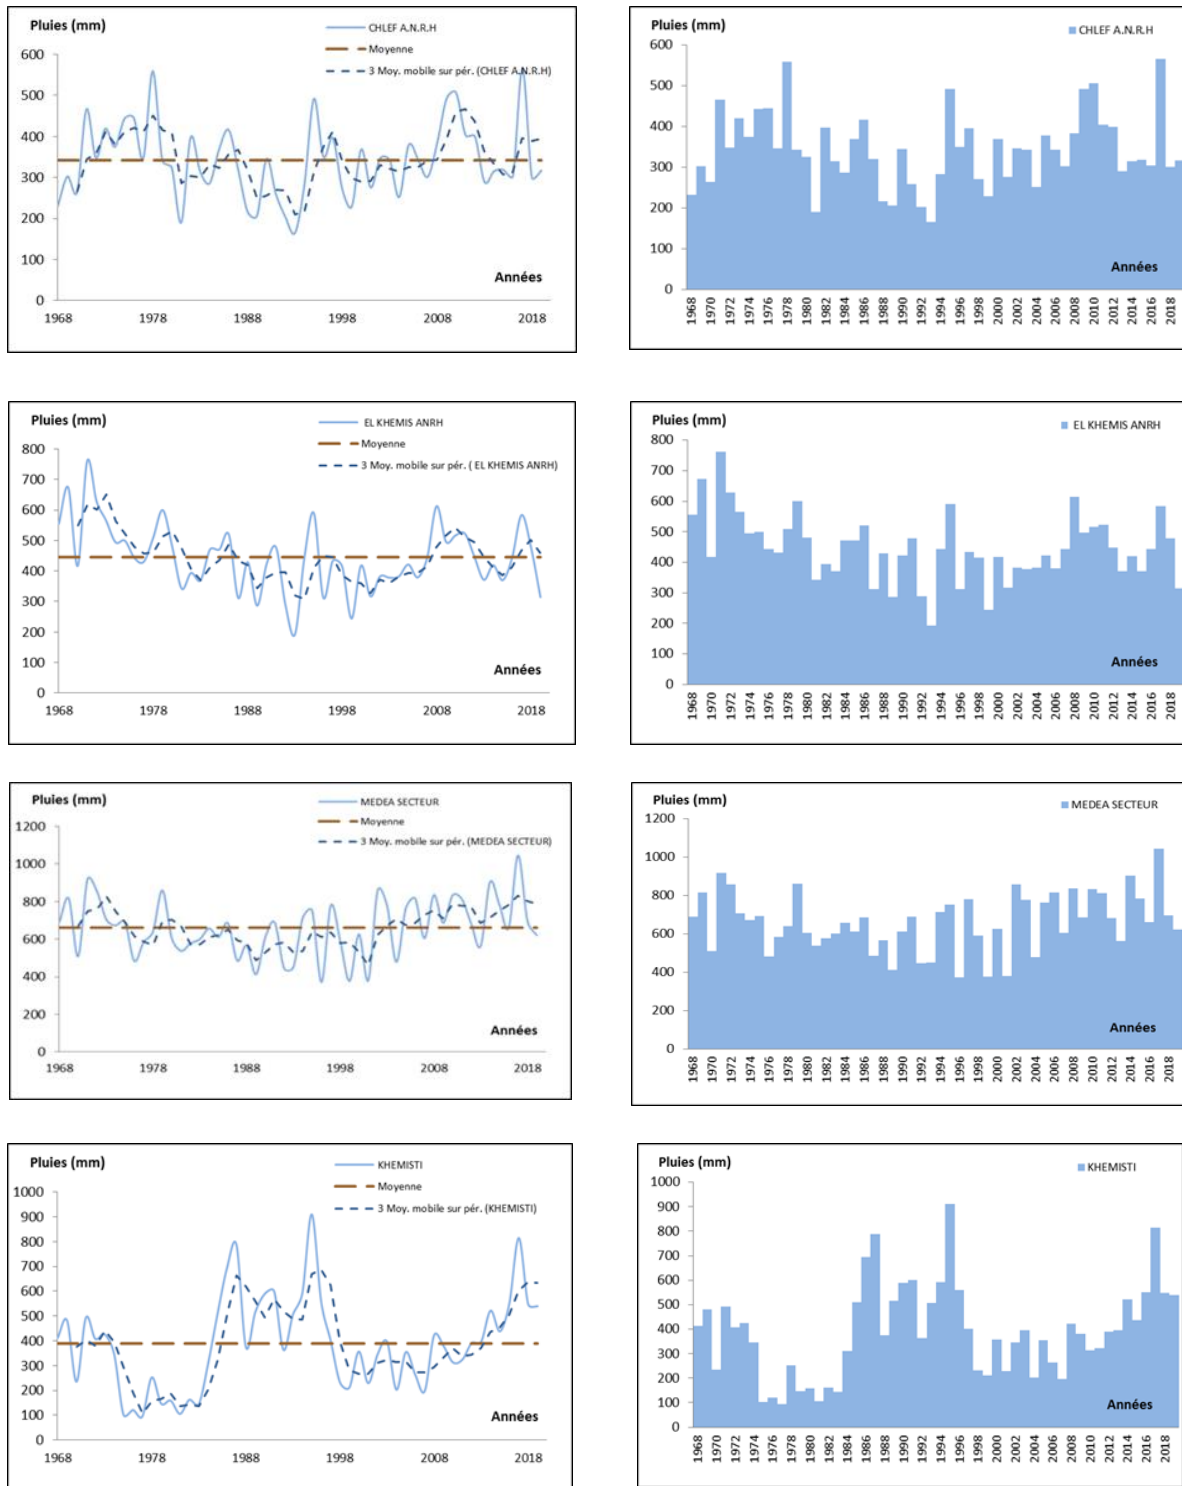 Pluies (mm)
CHLEF A.N.R.H
Moyenne
3 Moy. mobile sur pér. (CHLEF A.N.R.H)
600
500
400
300
200
100
0
Années
1968 1978 1988 1998 2008 2018
Pluies (mm)
CHLEF A.N.R.H
600
500
400
300
200
100
0
Années
1968 1970 1972 1974 1976 1978 1980 1982 1984 1986 1988 1990 1992 1994 1996 1998 2000 2002 2004 2006 2008 2010 2012 2014 2016 2018
Pluies (mm)
EL KHEMIS ANRH
Moyenne
3 Moy. mobile sur pér. ( EL KHEMIS ANRH)
800
700
600
500
400
300
200
100
0
Années
1968 1978 1988 1998 2008 2018
Pluies (mm)
EL KHEMIS ANRH
800
700
600
500
400
300
200
100
0
Années
1968 1970 1972 1974 1976 1978 1980 1982 1984 1986 1988 1990 1992 1994 1996 1998 2000 2002 2004 2006 2008 2010 2012 2014 2016 2018
Pluies (mm)
MEDEA SECTEUR
Moyenne
3 Moy. mobile sur pér. (MEDEA SECTEUR)
1200
1000
800
600
400
200
0
Années
1968 1978 1988 1998 2008 2018
Pluies (mm)
MEDEA SECTEUR
1200
1000
800
600
400
200
0
Années
1968 1970 1972 1974 1976 1978 1980 1982 1984 1986 1988 1990 1992 1994 1996 1998 2000 2002 2004 2006 2008 2010 2012 2014 2016 2018
Pluies (mm)
KHEMISTI
Moyenne
3 Moy. mobile sur pér. (KHEMISTI)
1000
900
800
700
600
500
400
300
200
100
0
Années
1968 1978 1988 1998 2008 2018
Pluies (mm)
KHEMISTI
1000
900
800
700
600
500
400
300
200
100
0
Années
1968 1970 1972 1974 1976 1978 1980 1982 1984 1986 1988 1990 1992 1994 1996 1998 2000 2002 2004 2006 2008 2010 2012 2014 2016 2018